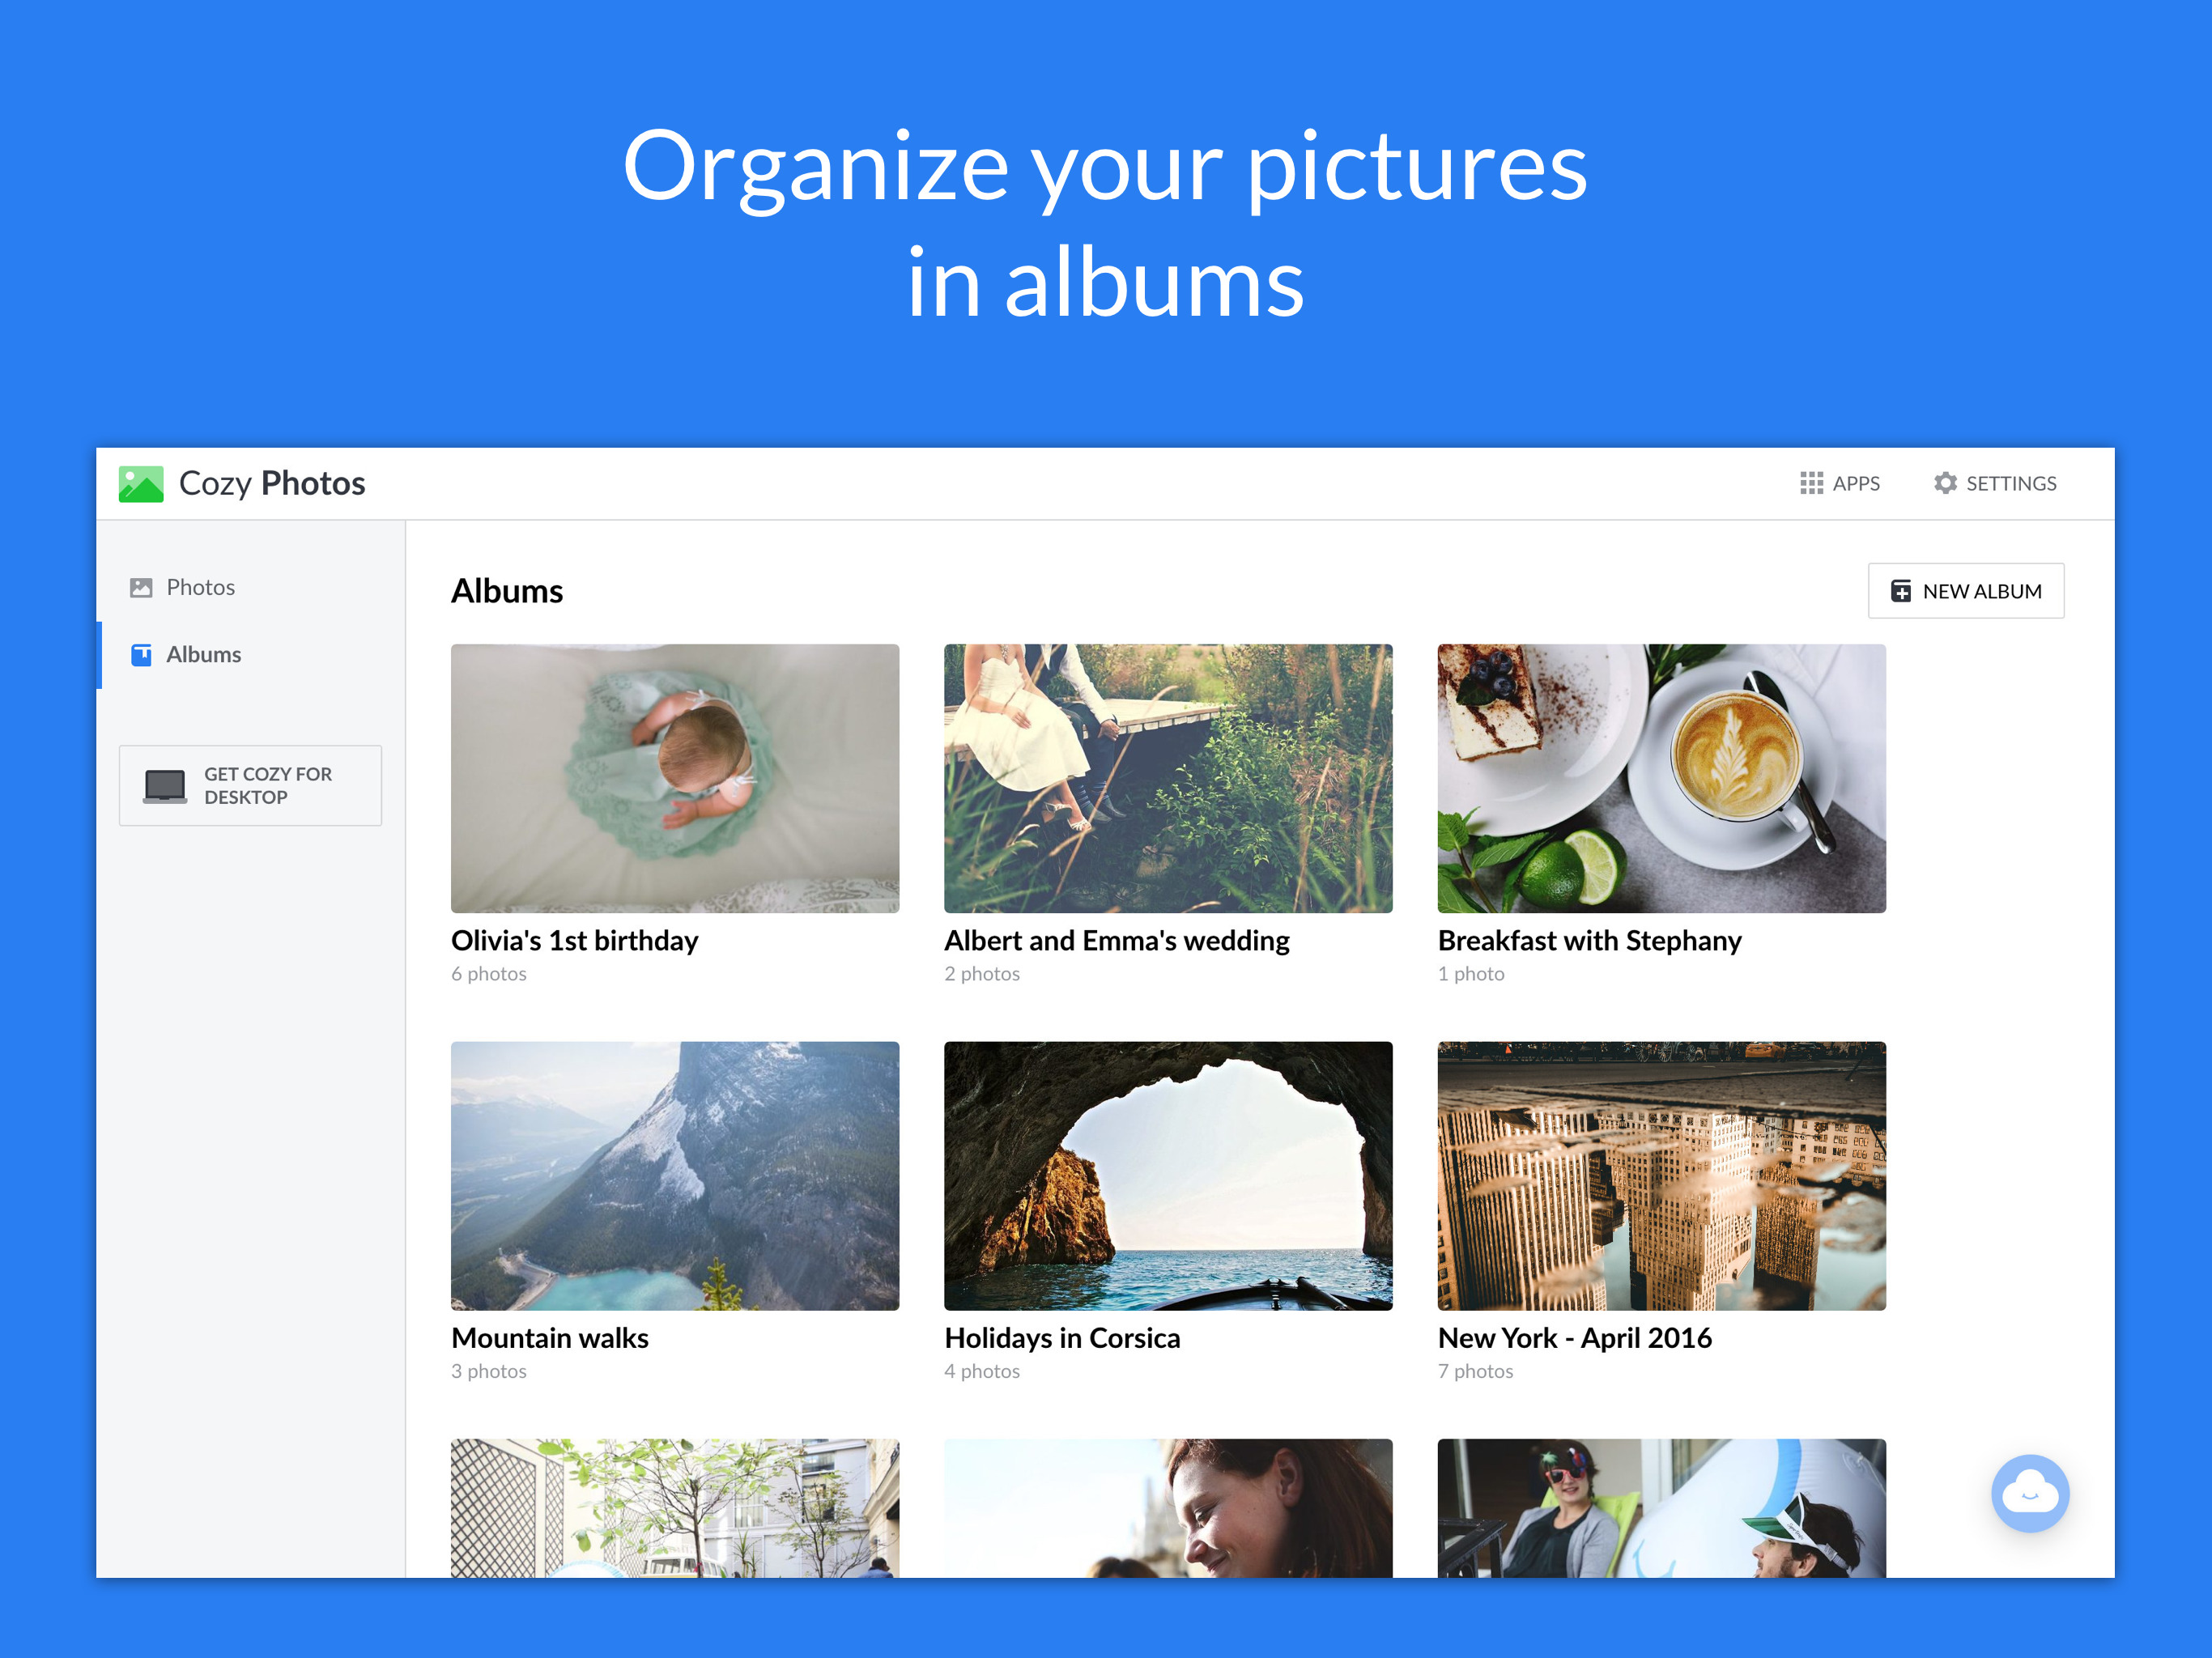 Organize your pictures
in albums
Cozy Photos
APPS
SETTINGS
Photos
Albums
GET COZY FOR
DESKTOP
Albums
NEW ALBUM
Olivia's 1st birthday
6 photos
Albert and Emma's wedding
2 photos
Breakfast with Stephany
1 photo
Mountain walks
3 photos
Holidays in Corsica
4 photos
New York - April 2016
7 photos